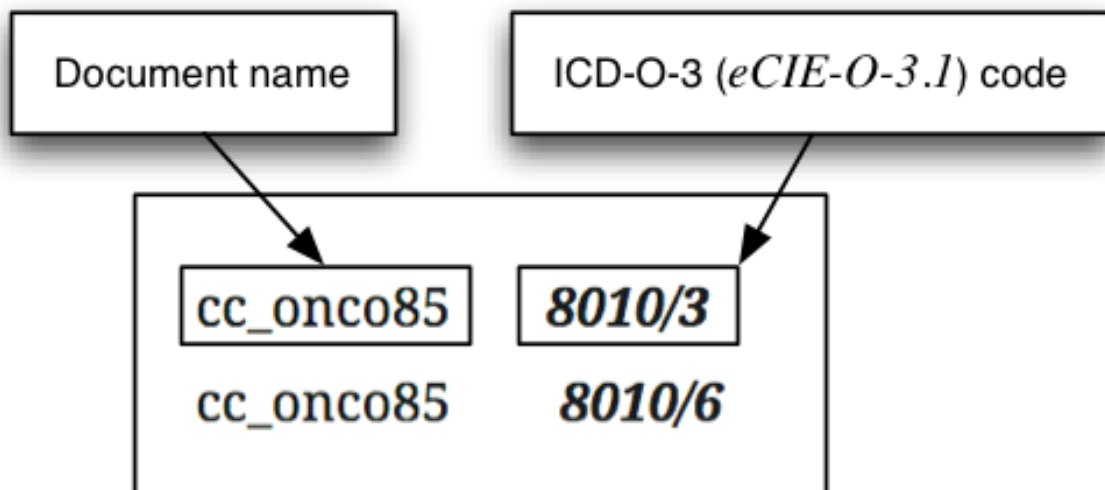 Document name
ICD-O-3 (eCIE-O-3.1) code
cc_onco85 8010/3
cc_onco85 8010/6